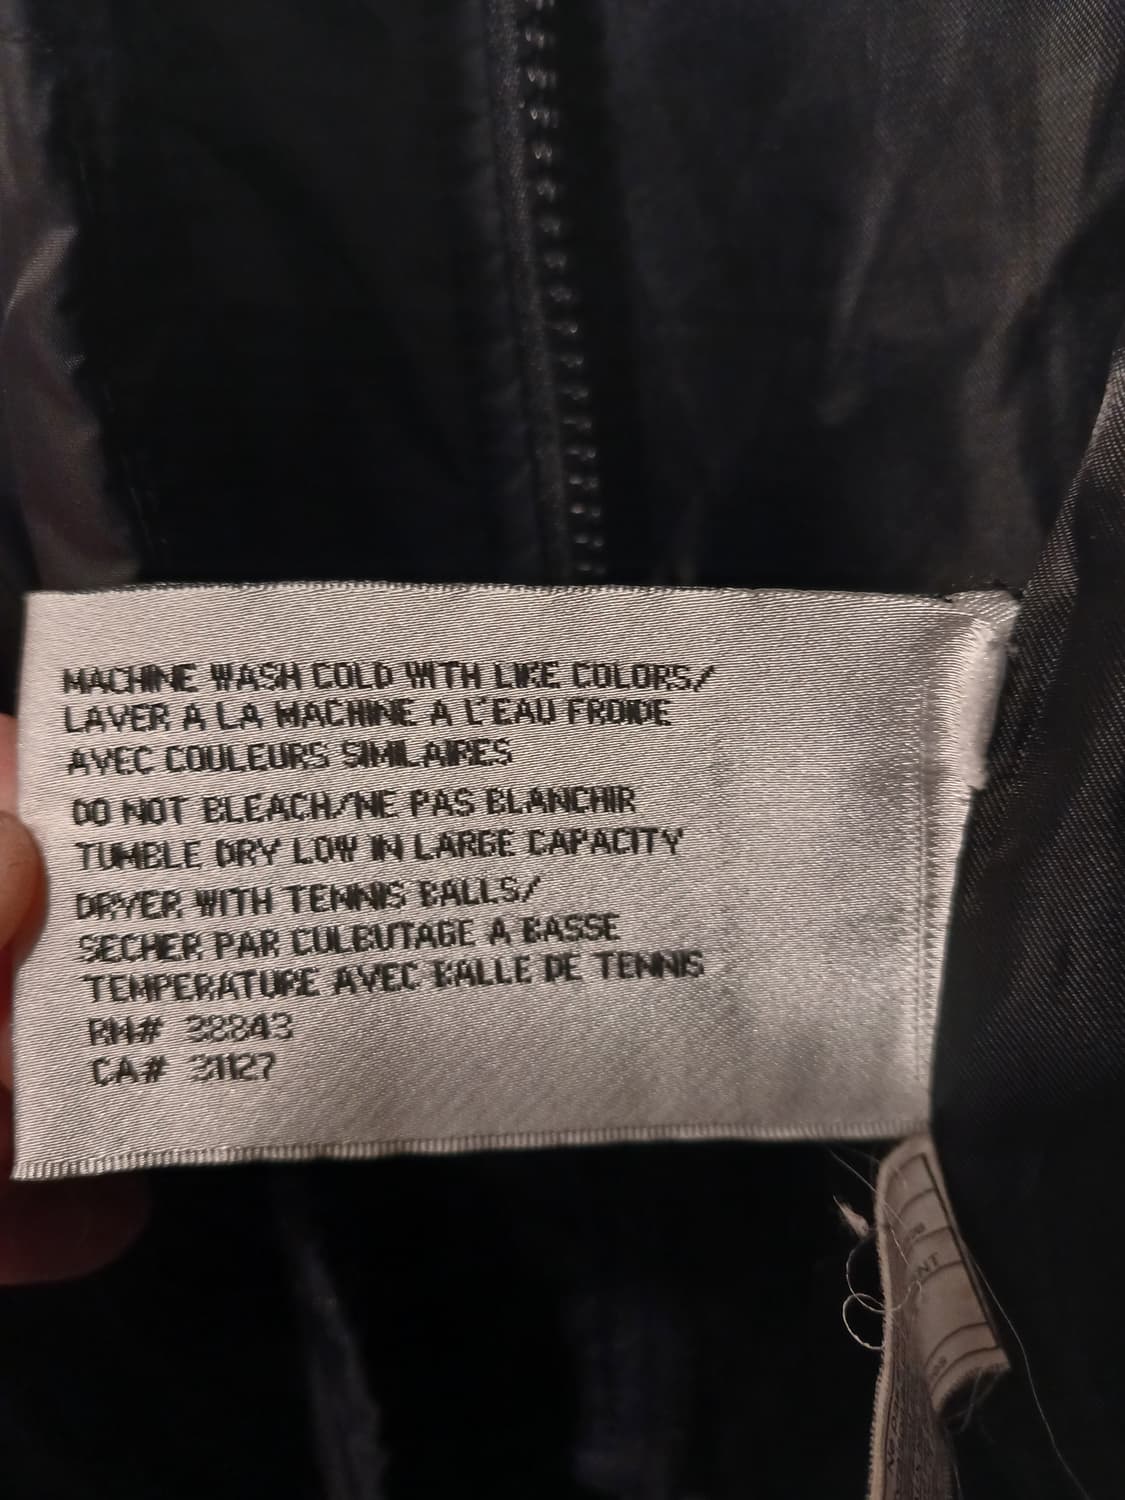 MACHINE WASH COLD WITH LIKE COLORS/
LAVER A LA MACHINE A L'EAU FROIDE
AVEC COULEURS SIMILAIRES
DO NOT BLEACH/NE PAS BLANCHIR
TUMBLE DRY LOW IN LARGE CAPACITY
DRYER WITH TENNIS BALLS/
SECHER PAR CULBUTAGE A BASSE
TEMPERATURE AVEC BALLE DE TENNIS
RN#
CA#